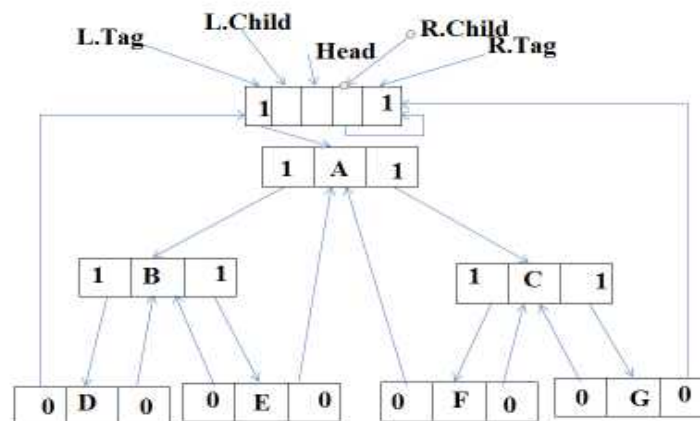 L.Child
L.Tag
Head
R.Child
R.Tag
1 1
1 A 1
1 B 1
1 C 1
0 D 0
0 E 0
0 F 0
0 G 0